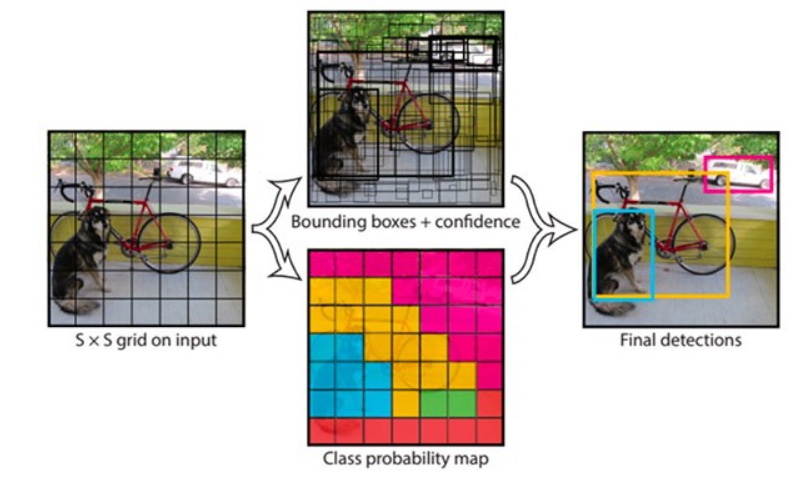 Bounding boxes + confidence
S × S grid on input
Final detections
Class probability map